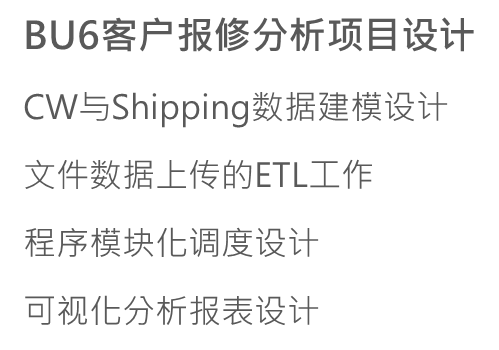 BU6客户报修分析项目设计
CW与Shipping数据建模设计
文件数据上传的ETL工作
程序模块化调度设计
可视化分析报表设计